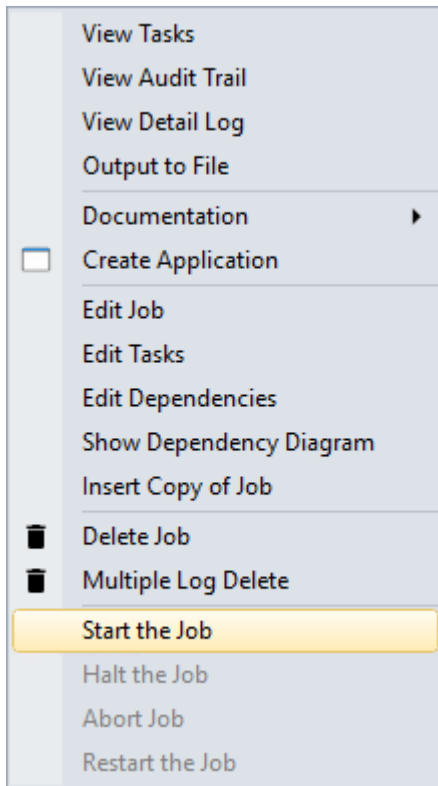 View Tasks
View Audit Trail
View Detail Log
Output to File
Documentation
Create Application
Edit Job
Edit Tasks
Edit Dependencies
Show Dependency Diagram
Insert Copy of Job
Delete Job
Multiple Log Delete
Start the Job
Halt the Job
Abort Job
Restart the Job